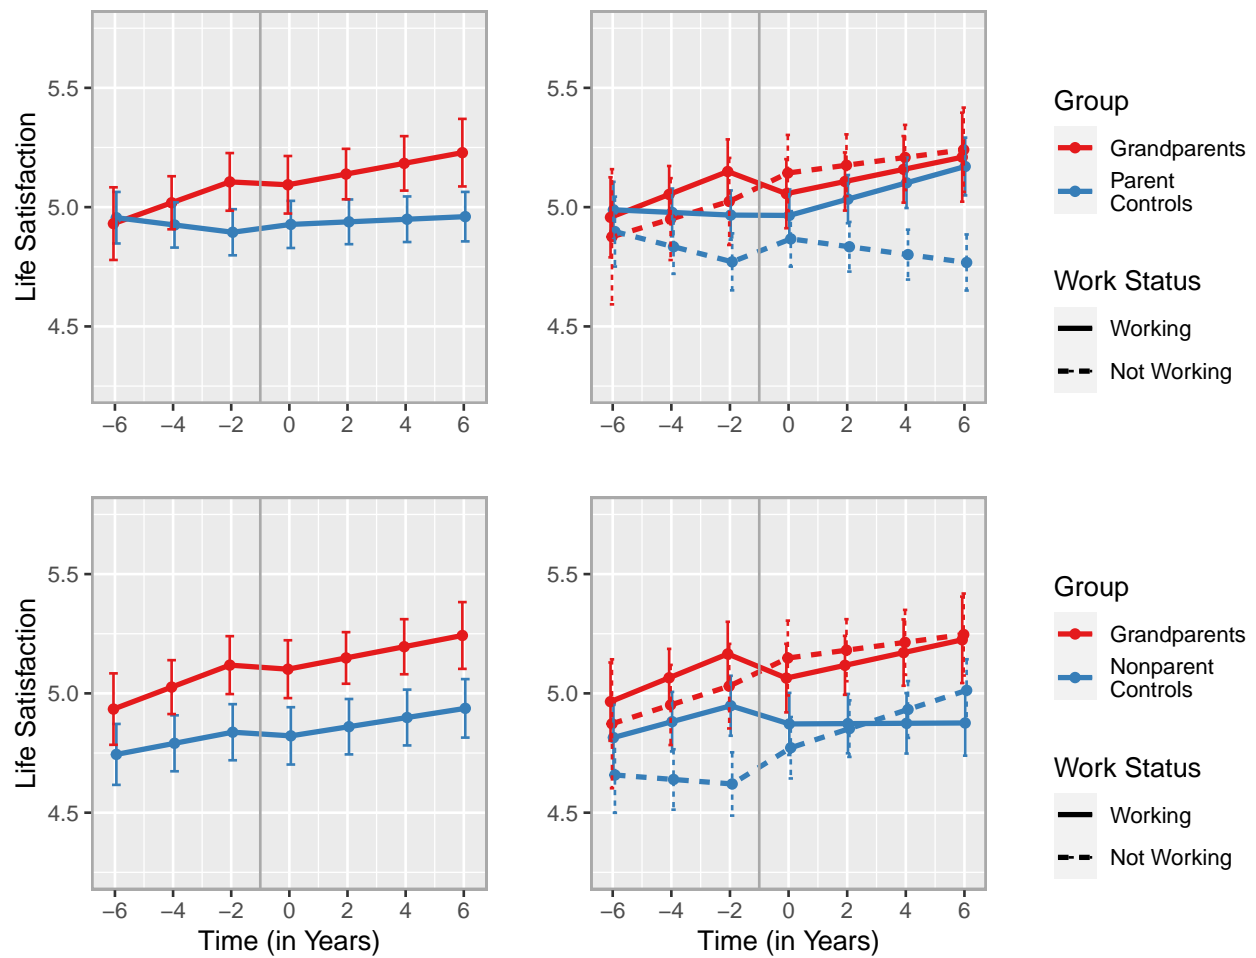 Life Satisfaction
5.5
5.0
4.5
−6 −4 −2 0 2 4 6
5.5
5.0
4.5
−6 −4 −2 0 2 4 6
Group
Grandparents
Parent
Controls
Work Status
Working
Not Working
Life Satisfaction
5.5
5.0
4.5
−6 −4 −2 0 2 4 6
Time (in Years)
5.5
5.0
4.5
−6 −4 −2 0 2 4 6
Time (in Years)
Group
Grandparents
Nonparent
Controls
Work Status
Working
Not Working